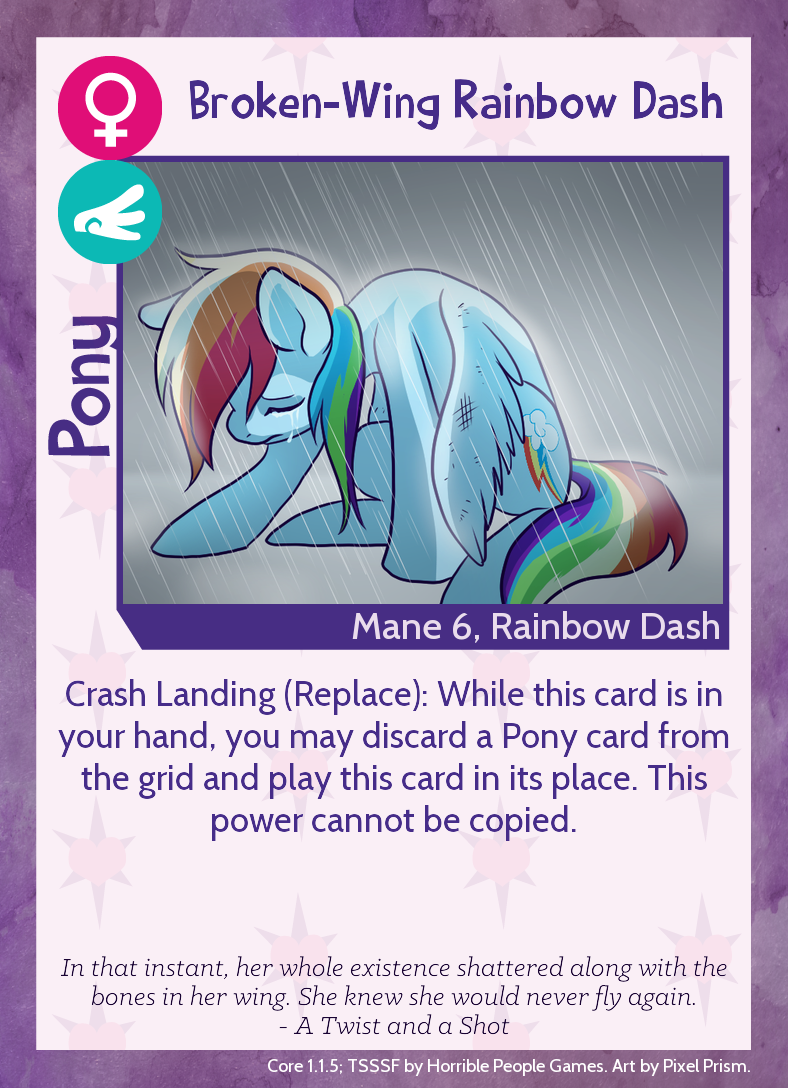 Broken-Wing Rainbow Dash
Pony
Mane 6, Rainbow Dash
Crash Landing (Replace): While this card is in
your hand, you may discard a Pony card from
the grid and play this card in its place. This
power cannot be copied.
In that instant, her whole existence shattered along with the
bones in her wing. She knew she would never fly again.
- A Twist and a Shot
Core 1.1.5; TSSSF by Horrible People Games. Art by Pixel Prism.